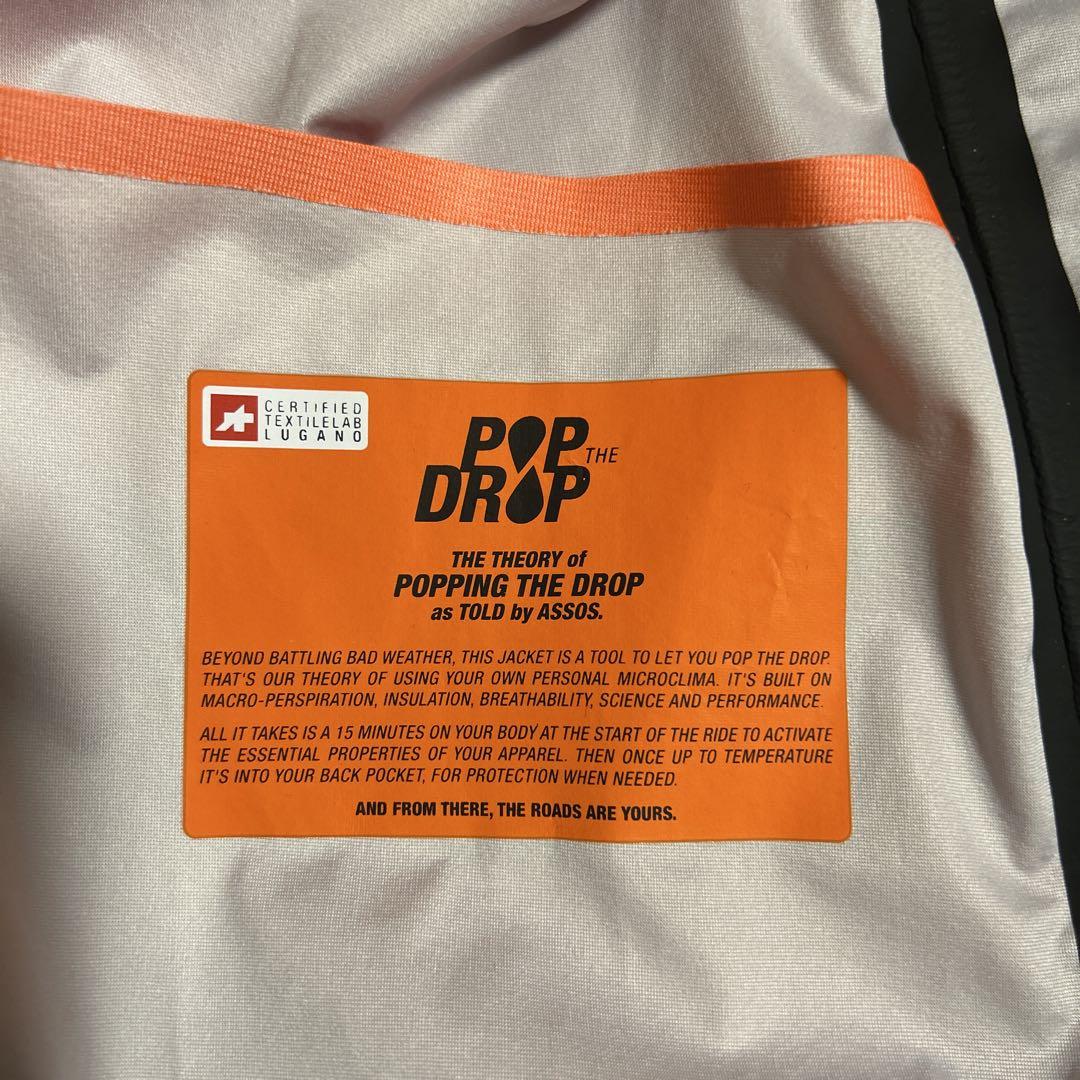 CERTIFIED
TEXTILELAB
LUGANO
POP THE
DROP
THE THEORY of
POPPING THE DROP
as TOLD by ASSOS.
BEYOND BATTLING BAD WEATHER, THIS JACKET IS A TOOL TO LET YOU POP THE DROP.
THAT'S OUR THEORY OF USING YOUR OWN PERSONAL MICROCLIMA. IT'S BUILT ON
MACRO-PERSPIRATION, INSULATION, BREATHABILITY, SCIENCE AND PERFORMANCE.
ALL IT TAKES IS A 15 MINUTES ON YOUR BODY AT THE START OF THE RIDE TO ACTIVATE
THE ESSENTIAL PROPERTIES OF YOUR APPAREL. THEN ONCE UP TO TEMPERATURE
IT'S INTO YOUR BACK POCKET, FOR PROTECTION WHEN NEEDED.
AND FROM THERE, THE ROADS ARE YOURS.